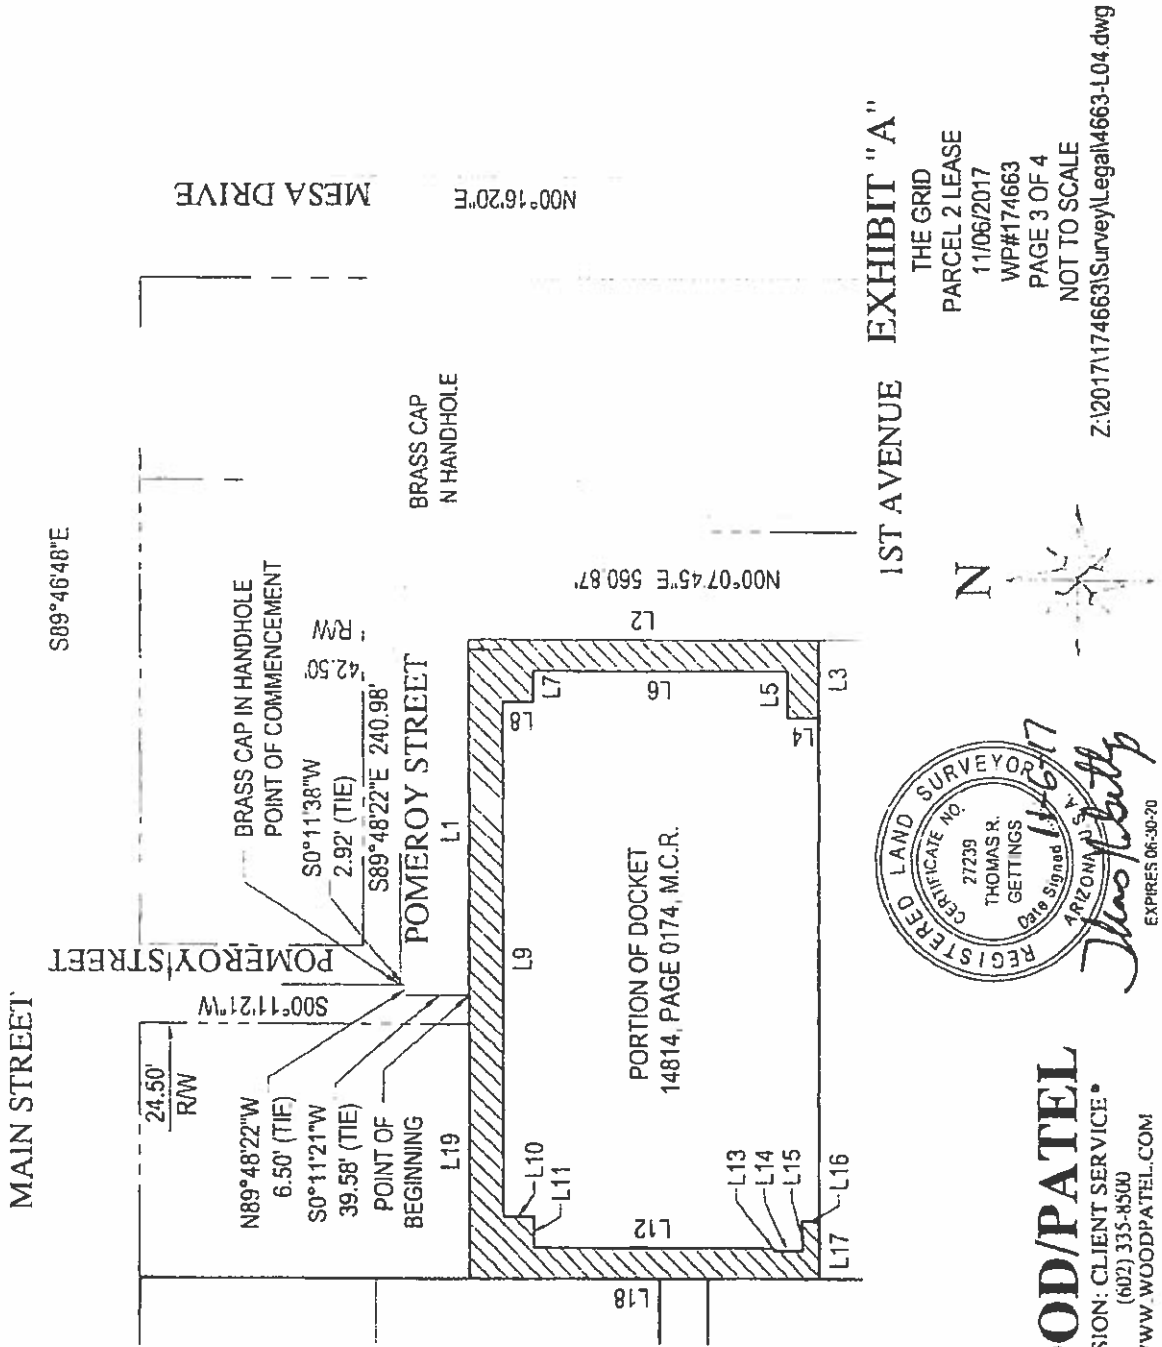 MAIN STREET
S89°46'48"E
MESA DRIVE
N00°16'20"E
24.50'
R/W
POMEROY STREET
S00°11'21"W
BRASS CAP IN HANDHOLE
POINT OF COMMENCEMENT
S0°11'38"W
2.92' (TIE)
S89°48'22"E 240.98'
42.50'
R/W
POMEROY STREET
BRASS CAP
N HANDHOLE
N89°48'22"W
6.50' (TIE)
S0°11'21"W
39.58' (TIE)
POINT OF
BEGINNING
L19
L1
L2
N00°07'45"E 560.87'
L3
L4
L5
L6
L7
L8
L9
L10
L11
L12
L13
L14
L15
L16
L17
L18
PORTION OF DOCKET
14814, PAGE 0174, M.C.R.
1ST AVENUE
EXHIBIT "A"
THE GRID
PARCEL 2 LEASE
11/06/2017
WP#174663
PAGE 3 OF 4
NOT TO SCALE
Z:\2017\174663\Survey\Legal\4663-L04.dwg
N
REGISTERED LAND SURVEYOR
CERTIFICATE NO.
27239
THOMAS R.
GETTINGS
Date Signed 11-6-17
ARIZONA U.S.A.
EXPIRES 06-30-20
OD/PATEL
SION: CLIENT SERVICE
(602) 335-8500
WW.WOODPATEL.COM